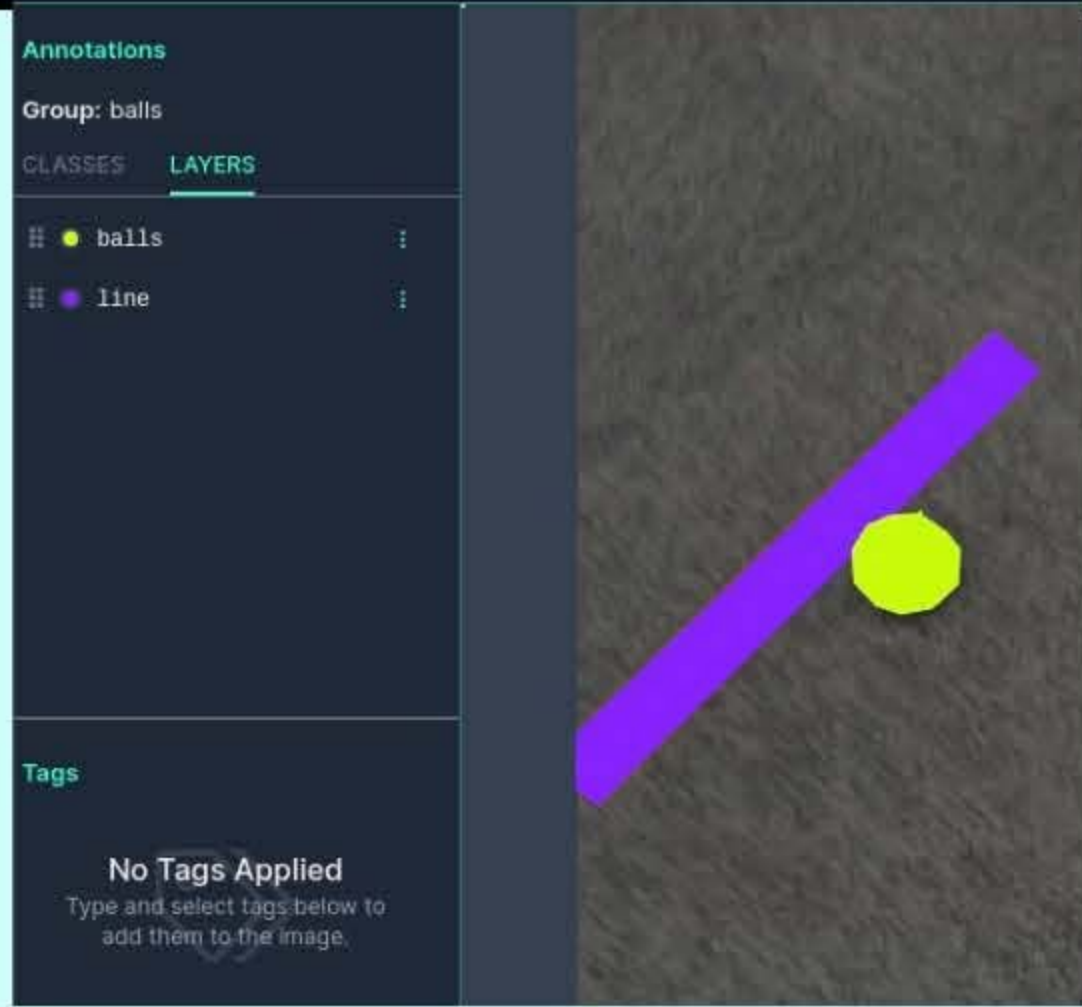 Annotations
Group: balls
CLASSES LAYERS
balls
line
Tags
No Tags Applied
Type and select tags below to
add them to the image.